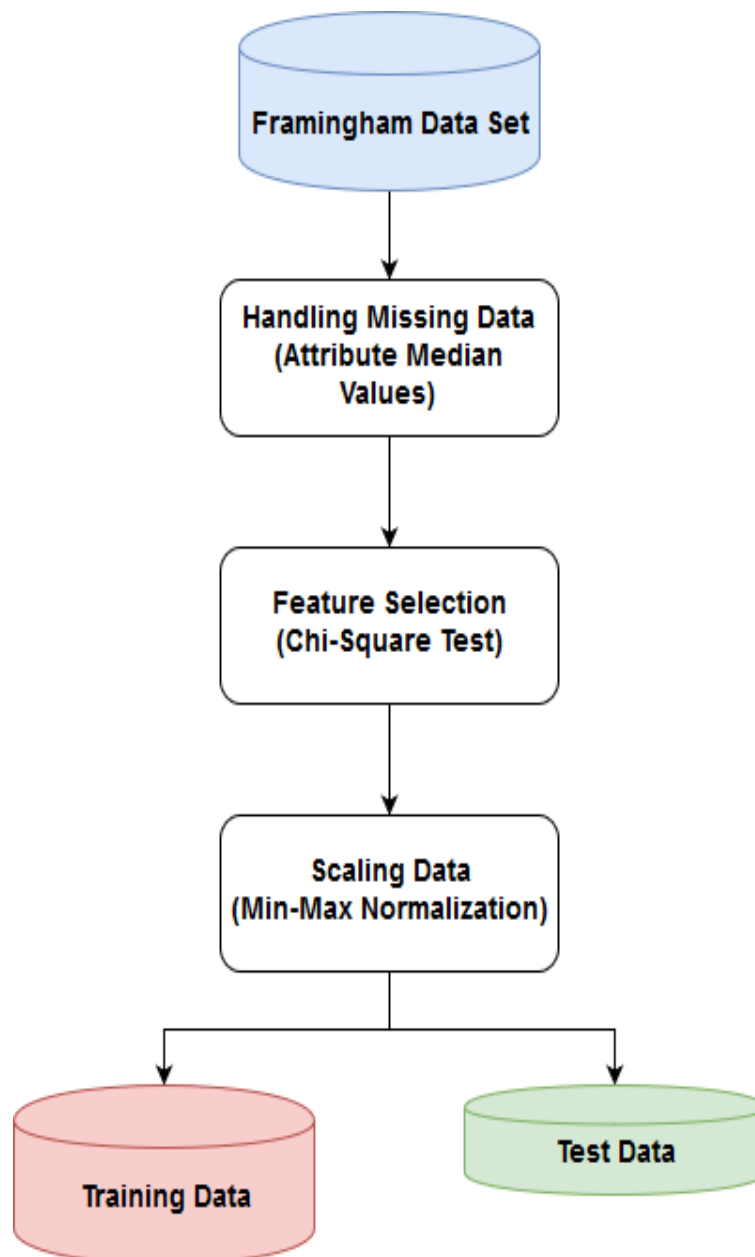 Framingham Data Set
Handling Missing Data
(Attribute Median
Values)
Feature Selection
(Chi-Square Test)
Scaling Data
(Min-Max Normalization)
Training Data
Test Data